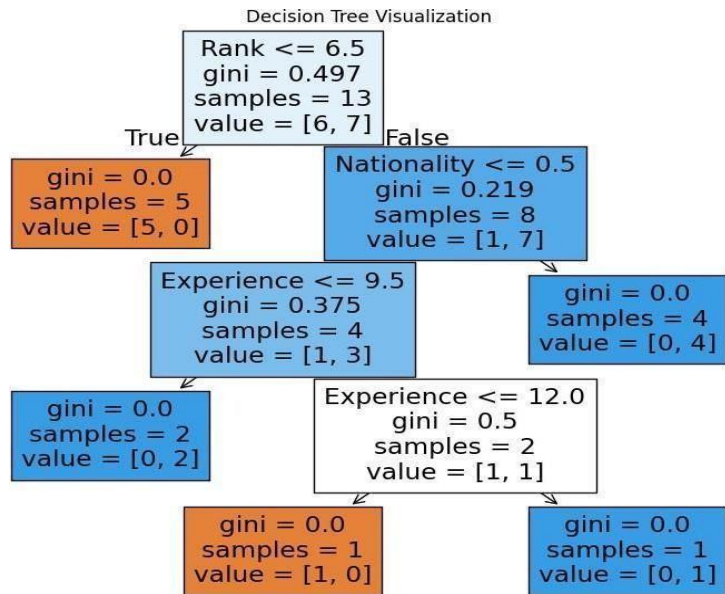 Decision Tree Visualization
Rank <= 6.5
gini = 0.497
samples = 13
value = [6, 7]
True
False
gini = 0.0
samples = 5
value = [5, 0]
Nationality <= 0.5
gini = 0.219
samples = 8
value = [1, 7]
Experience <= 9.5
gini = 0.375
samples = 4
value = [1, 3]
gini = 0.0
samples = 4
value = [0, 4]
gini = 0.0
samples = 2
value = [0, 2]
Experience <= 12.0
gini = 0.5
samples = 2
value = [1, 1]
gini = 0.0
samples = 1
value = [1, 0]
gini = 0.0
samples = 1
value = [0, 1]